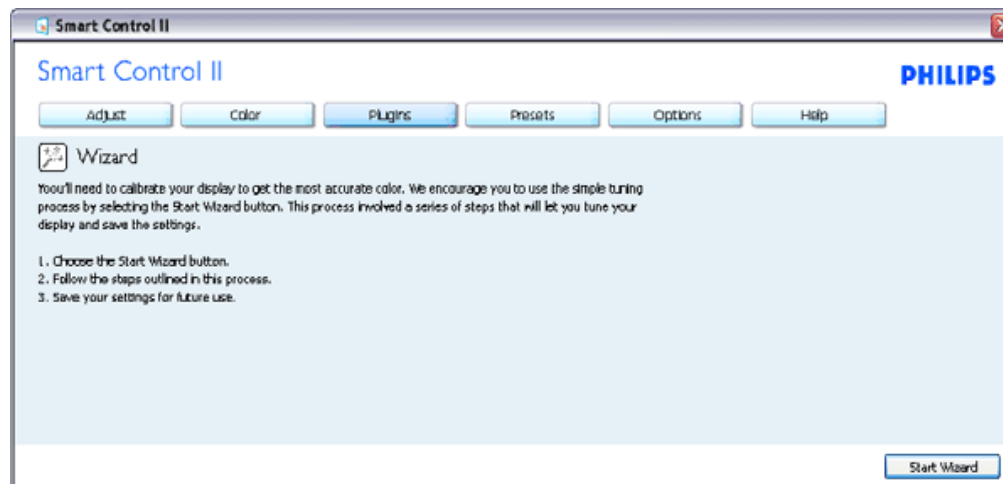 Smart Control II
Smart Control II
PHILIPS
Adjust Color Plugins Presets Options Help
Wizard
Yoou'll need to calibrate your display to get the most accurate color. We encourage you to use the simple tuning
process by selecting the Start Wizard button. This process involved a series of steps that will let you tune your
display and save the settings.
1. Choose the Start Wizard button.
2. Follow the steps outlined in this process.
3. Save your settings for future use.
Start Wizard